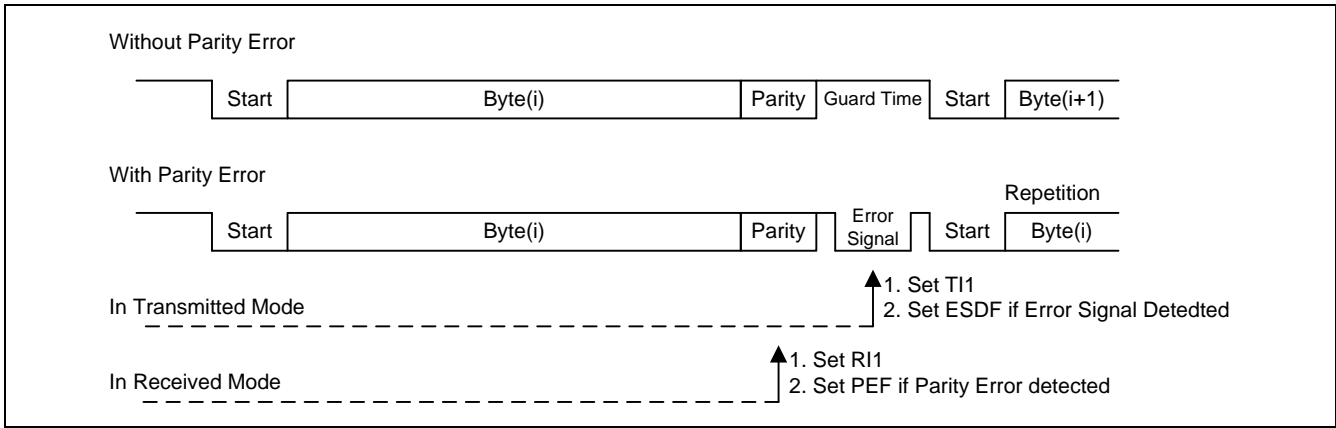 Without Parity Error
Start Byte(i) Parity Guard Time Start Byte(i+1)
With Parity Error
Repetition
Start Byte(i) Parity Error Signal Start Byte(i)
In Transmitted Mode
1. Set TI1
2. Set ESDF if Error Signal Detedted
In Received Mode
1. Set RI1
2. Set PEF if Parity Error detected